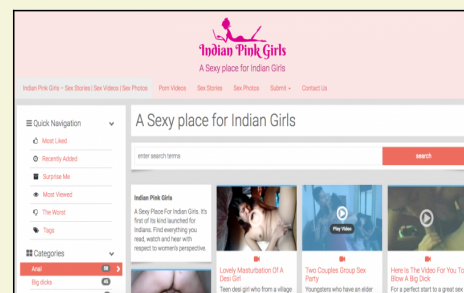 Indian Pink Girls
A Sexy place for Indian Girls
Indian Pink Girls – Sex Stories | Sex Videos | Sex Photos
Porn Videos
Sex Stories
Sex Photos
Submit
Contact Us
Quick Navigation
Most Liked
Recently Added
Surprise Me
Most Viewed
The Worst
Tags
Categories
Anal
Big dicks
A Sexy place for Indian Girls
enter search terms
search
Indian Pink Girls
A Sexy Place For Indian Girls. It's
first of its kind launched for
Indians. Find everything you
read, watch and hear with
respect to women's perspective.
Lovely Masturbation Of A
Desi Girl
Teen desi girl who from a village
Play Video
Two Couples Group Sex
Party
Youngsters who have an elder
Here Is The Video For You To
Blow A Big Dick
For a perfect start to a great sex